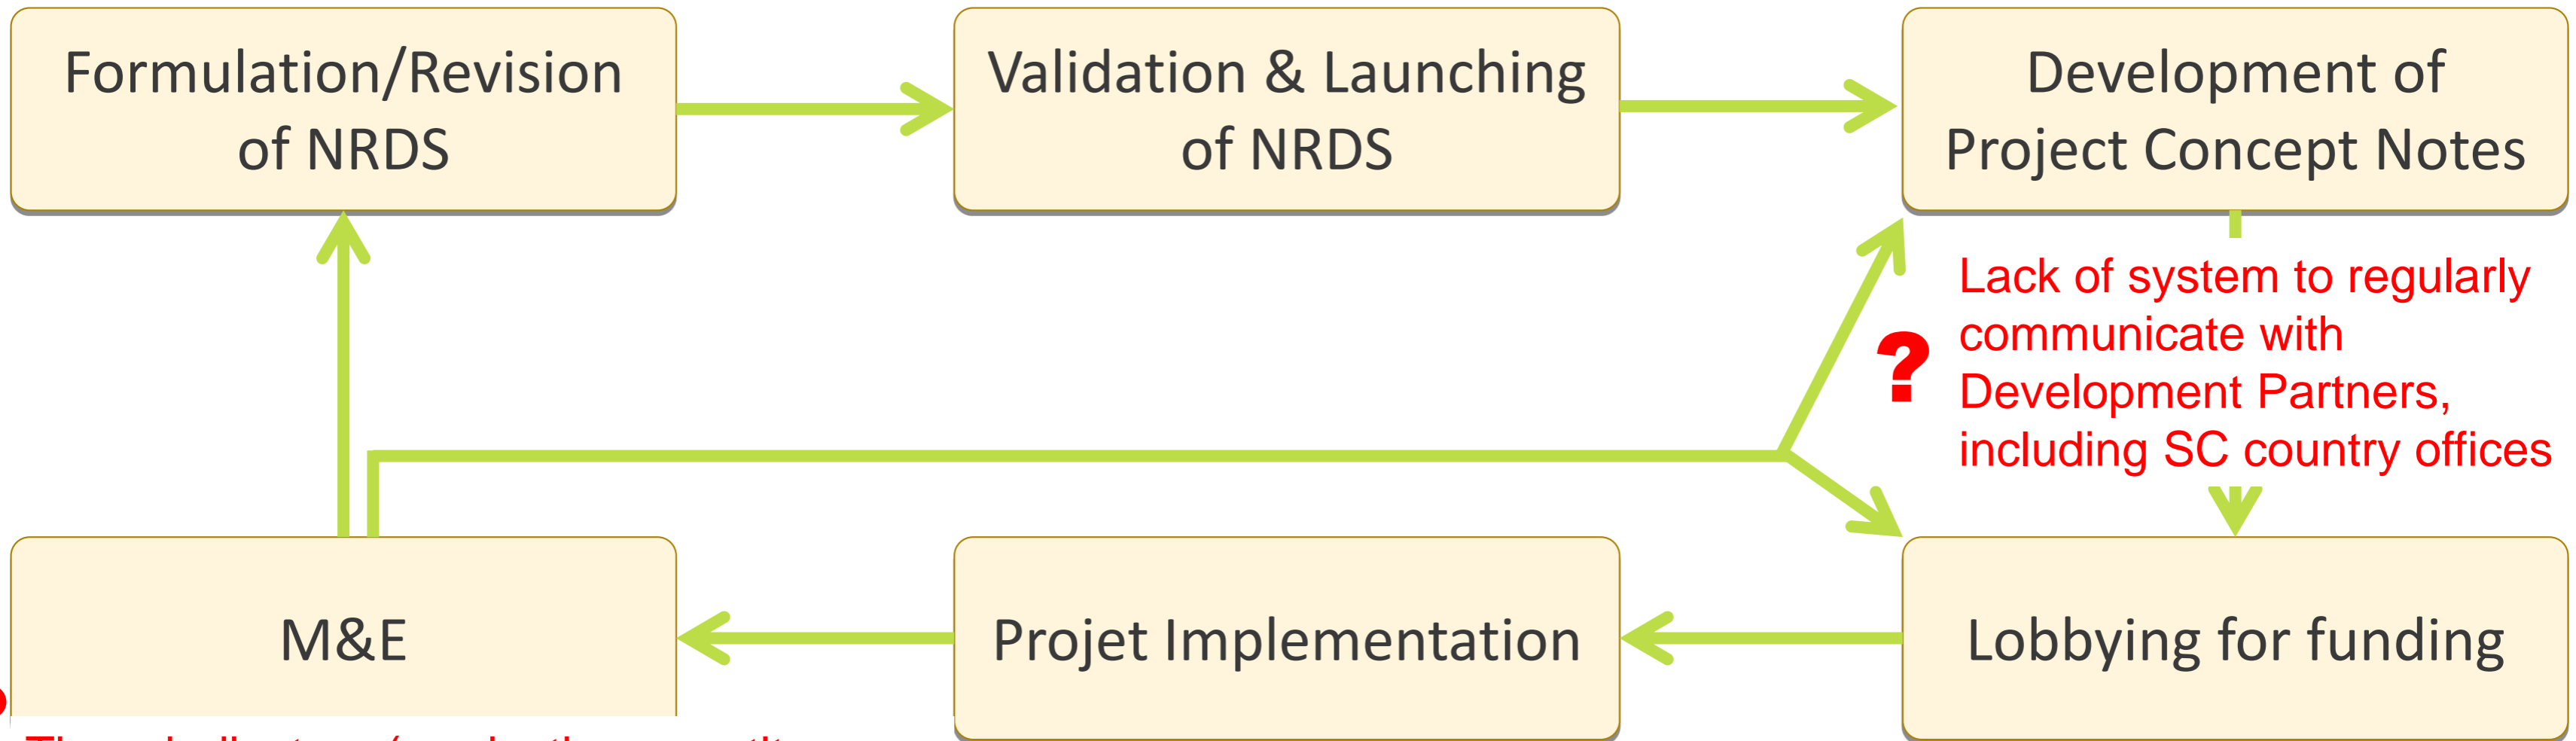 Formulation/Revision
of NRDS
Validation & Launching
of NRDS
Development of
Project Concept Notes
Lack of system to regularly
communicate with
Development Partners,
including SC country offices
?
M&E
Projet Implementation
Lobbying for funding